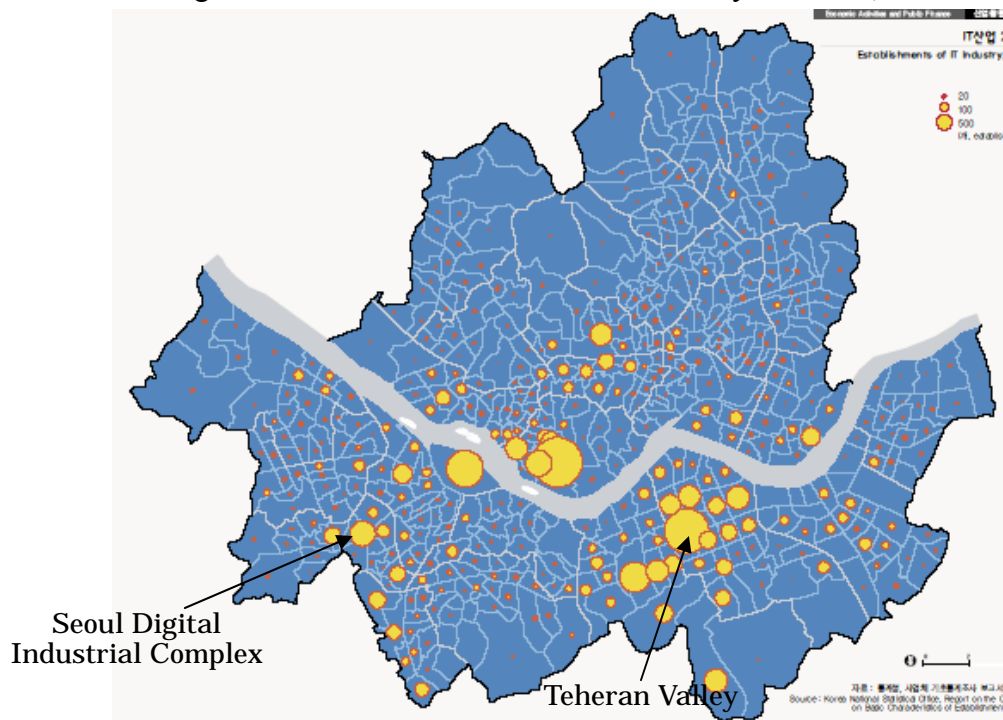 Economic Activities and Public Finance
IT산업
Establishments of IT Industry
20
100
500
Seoul Digital
Industrial Complex
Teheran Valley
자료 : 통계청, 사업체 기초통계조사 보고서
Source : Korea National Statistical Office, Report on the
on Basic Characteristics of Establishment